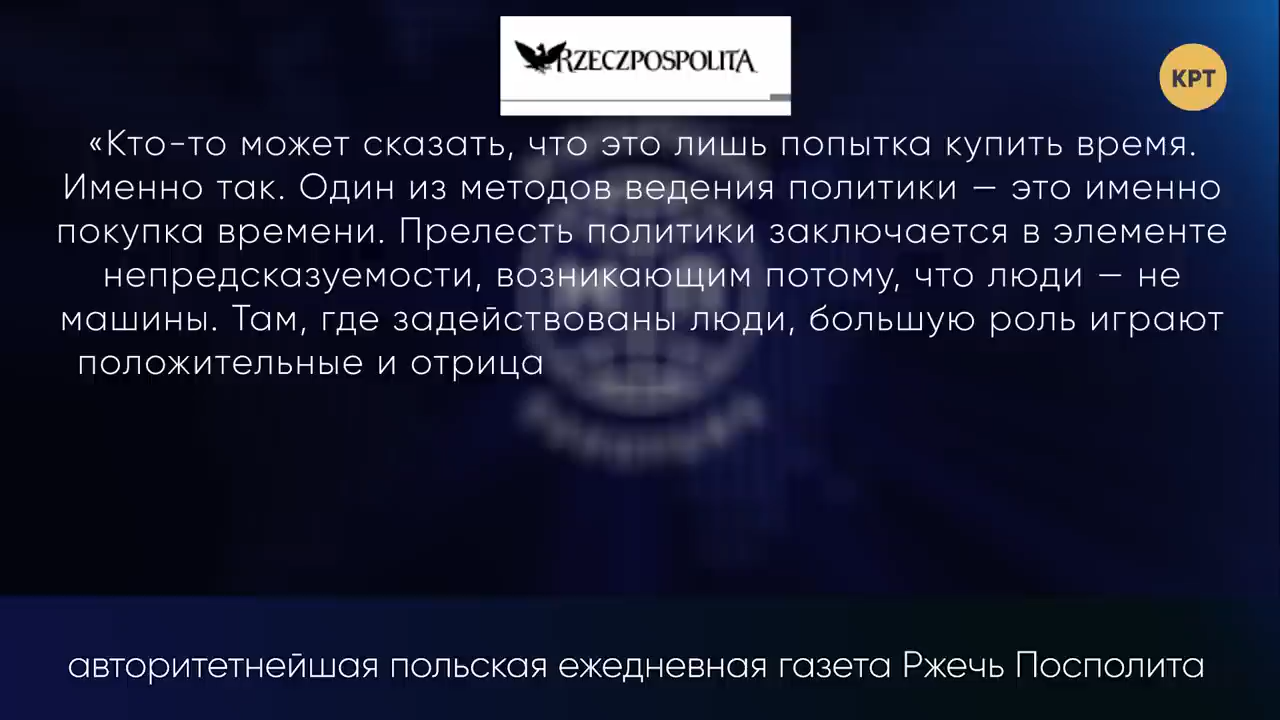 RZECZPOSPOLITA
КРТ
«Кто-то может сказать, что это лишь попытка купить время.
Именно так. Один из методов ведения политики — это именно
покупка времени. Прелесть политики заключается в элементе
непредсказуемости, возникающим потому, что люди — не
машины. Там, где задействованы люди, большую роль играют
положительные и отрица
авторитетнейшая польская ежедневная газета Ржечь Посполита